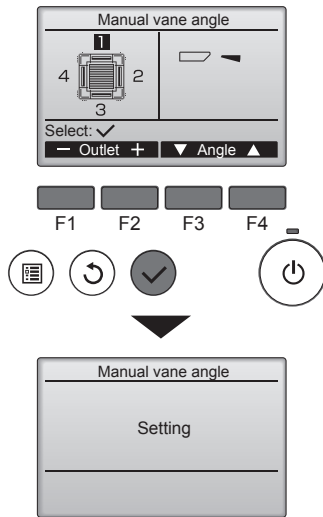 Manual vane angle
1
4 2
3
Select: ✓
− Outlet + ▼ Angle ▲
F1 F2 F3 F4
Manual vane angle
Setting